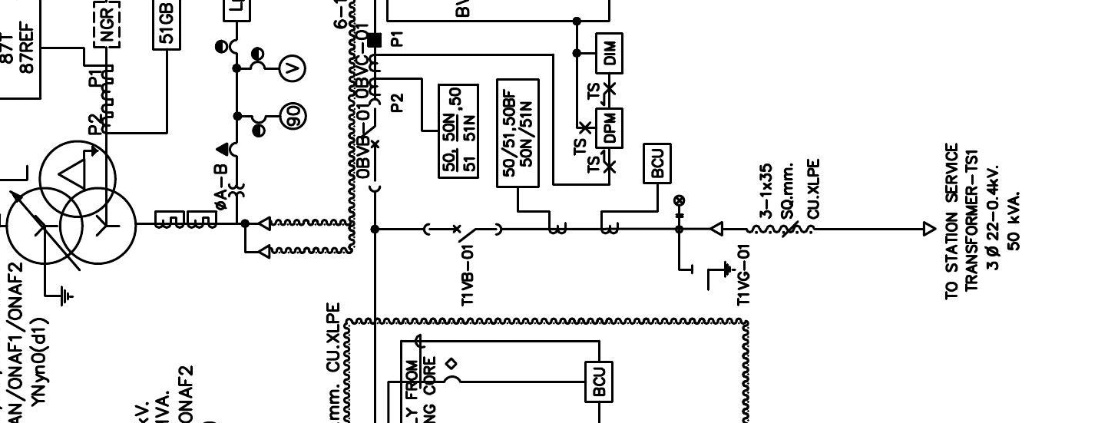 87T
87REF
NGR
51GB
P1
P2
V
90
øA-B
6-1
P1
P2
0BVC-01
0BVB-01
50, 50N,50
51 51N
50/51,50BF
50N/51N
DIM
TS
DPM
TS
TS
BCU
3-1x35
SQ.mm.
CU.XLPE
TO STATION SERVICE
TRANSFORMER-TS1
3 Ø 22-0.4kV.
50 kVA.
T1VB-01
T1VG-01
AN/ONAF1/ONAF2
YNyn0(d1)
kV.
ONAF2
mm. CU.XLPE
LY FROM
NG CORE
BCU